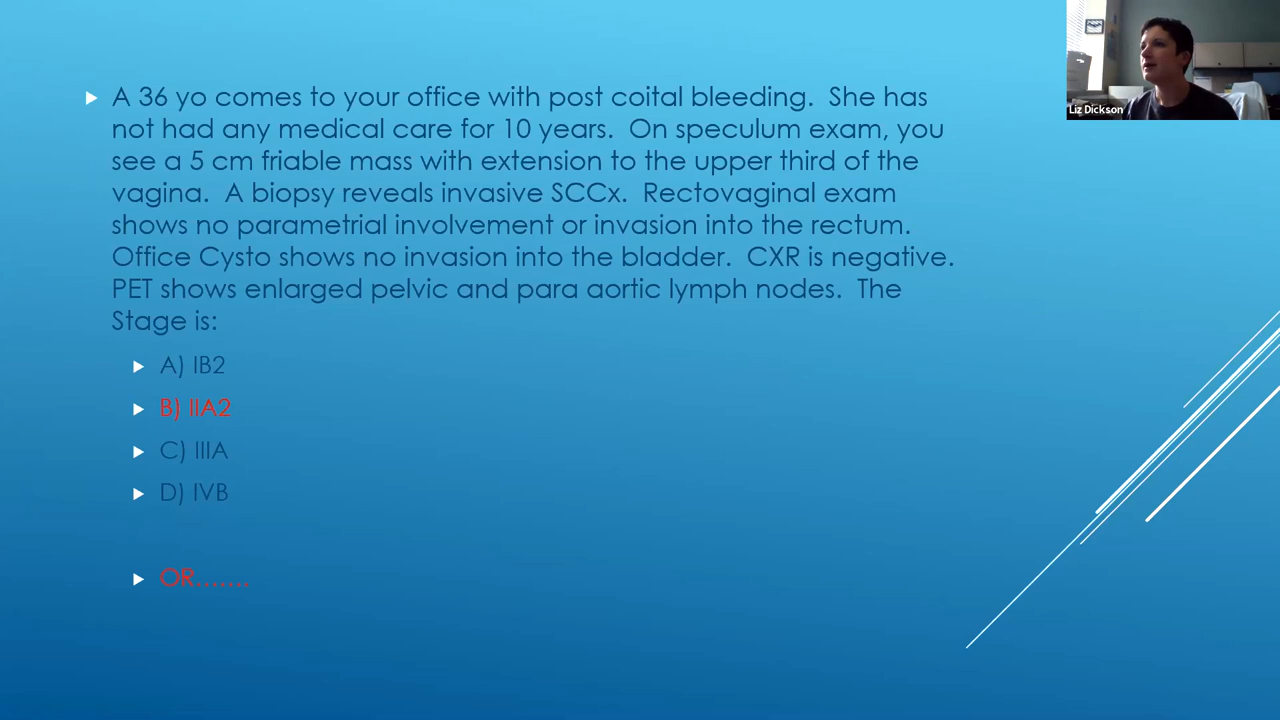 A 36 yo comes to your office with post coital bleeding.  She has
not had any medical care for 10 years.  On speculum exam, you
see a 5 cm friable mass with extension to the upper third of the
vagina.  A biopsy reveals invasive SCCx.  Rectovaginal exam
shows no parametrial involvement or invasion into the rectum.
Office Cysto shows no invasion into the bladder.  CXR is negative.
PET shows enlarged pelvic and para aortic lymph nodes.  The
Stage is:
A) IB2
B) IIA2
C) IIIA
D) IVB
OR.......
Liz Dickson